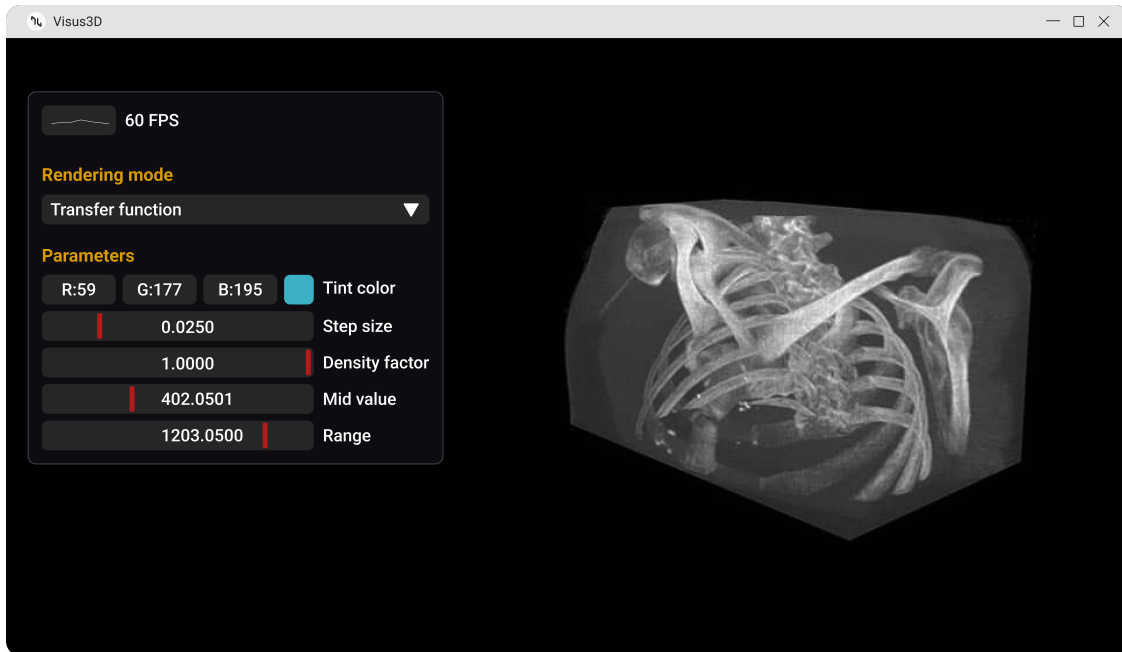 Visus3D
60 FPS
Rendering mode
Transfer function
Parameters
R:59 G:177 B:195 Tint color
0.0250 Step size
1.0000 Density factor
402.0501 Mid value
1203.0500 Range